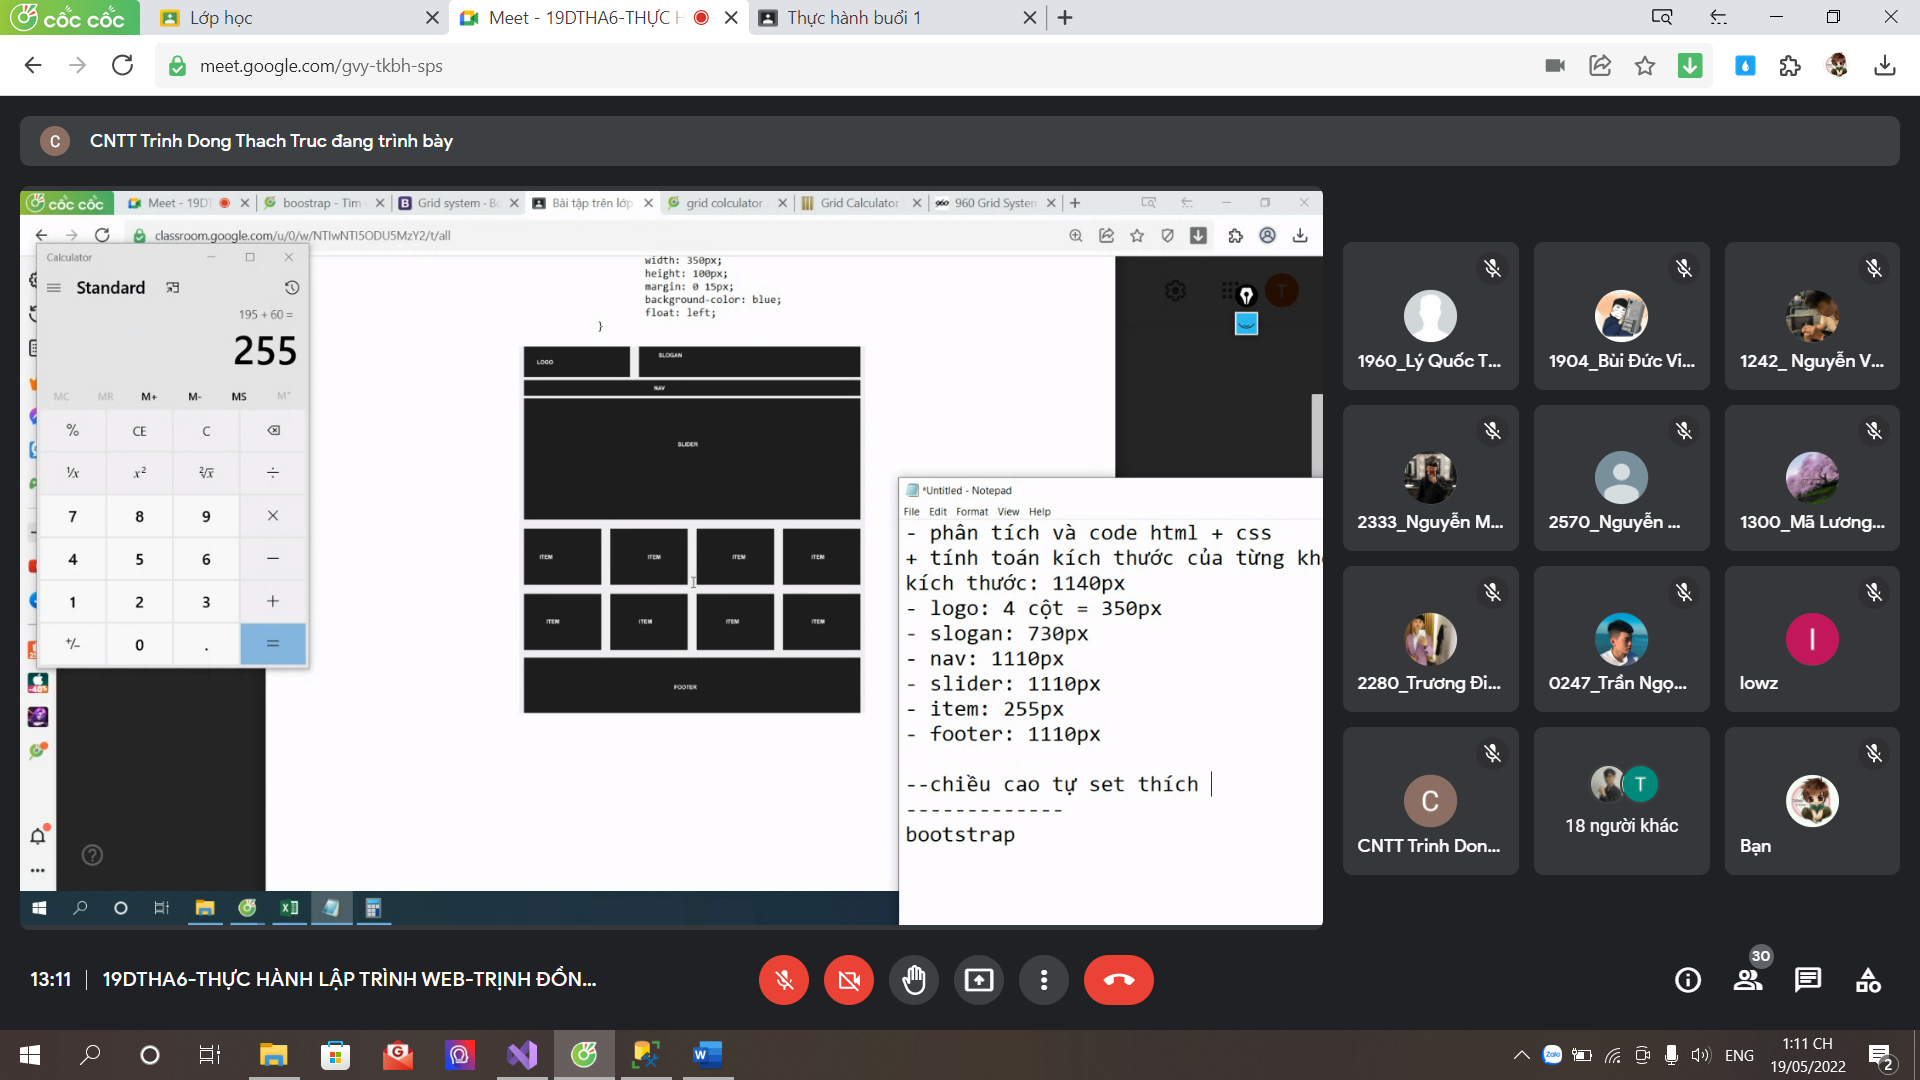 cốc cốc
Lớp học
Meet - 19DTHA6-THỰC H
Thực hành buổi 1
meet.google.com/gvy-tkbh-sps
C
CNTT Trinh Dong Thach Truc đang trình bày
cốc cốc
Meet - 19DT
boostrap - Tìm
Grid system · Bo
Bài tập trên lớp
grid colculator
Grid Calculator
960 Grid System
classroom.google.com/u/0/w/NTIwNTI5ODU5MzY2/t/all
Calculator
Standard
195 + 60 =
255
MC MR M+ M- MS M˅
% CE C
⅟x x² ²√x ÷
7 8 9 ×
4 5 6 −
1 2 3 +
+/− 0 . =
width: 350px;
height: 100px;
margin: 0 15px;
background-color: blue;
float: left;
}
T
LOGO
SLOGAN
NAV
SLIDER
ITEM ITEM ITEM ITEM
ITEM ITEM ITEM ITEM
FOOTER
*Untitled - Notepad
File Edit Format View Help
- phân tích và code html + css
+ tính toán kích thước của từng khố
kích thước: 1140px
- logo: 4 cột = 350px
- slogan: 730px
- nav: 1110px
- slider: 1110px
- item: 255px
- footer: 1110px
--chiều cao tự set thích
-------------
bootstrap
1960_Lý Quốc T...
1904_Bùi Đức Vi...
1242_ Nguyễn V...
2333_Nguyễn M...
2570_Nguyễn ...
1300_Mã Lương...
2280_Trương Đi...
0247_Trần Ngọ...
I
lowz
C
CNTT Trinh Don...
T
18 người khác
Bạn
13:11
19DTHA6-THỰC HÀNH LẬP TRÌNH WEB-TRỊNH ĐỒN...
30
Zalo
ENG
1:11 CH
19/05/2022
2